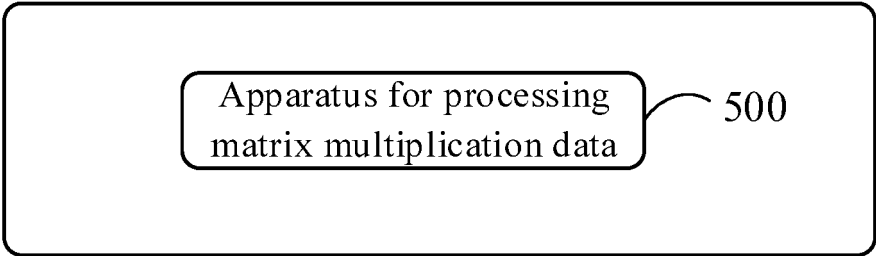 Apparatus for processing
matrix multiplication data
500